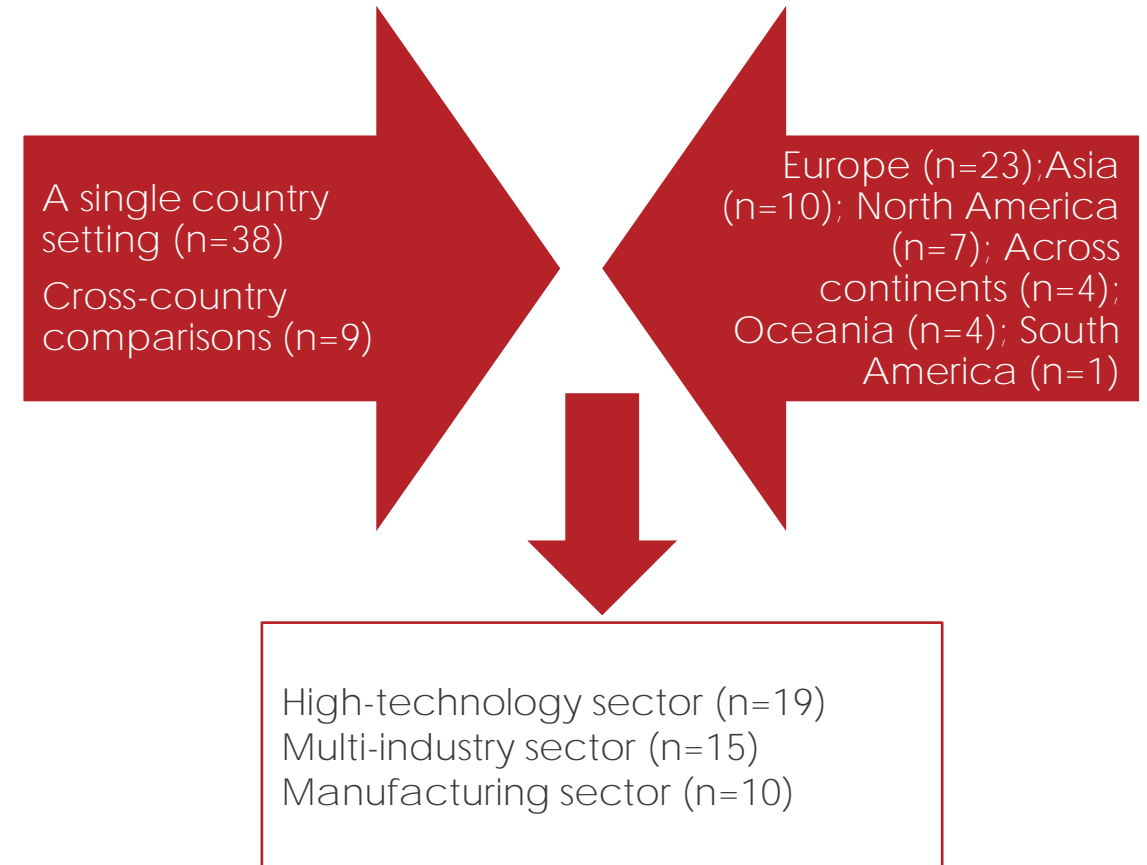 A single country
setting (n=38)
Cross-country
comparisons (n=9)
Europe (n=23);Asia
(n=10); North America
(n=7); Across
continents (n=4);
Oceania (n=4); South
America (n=1)
High-technology sector (n=19)
Multi-industry sector (n=15)
Manufacturing sector (n=10)